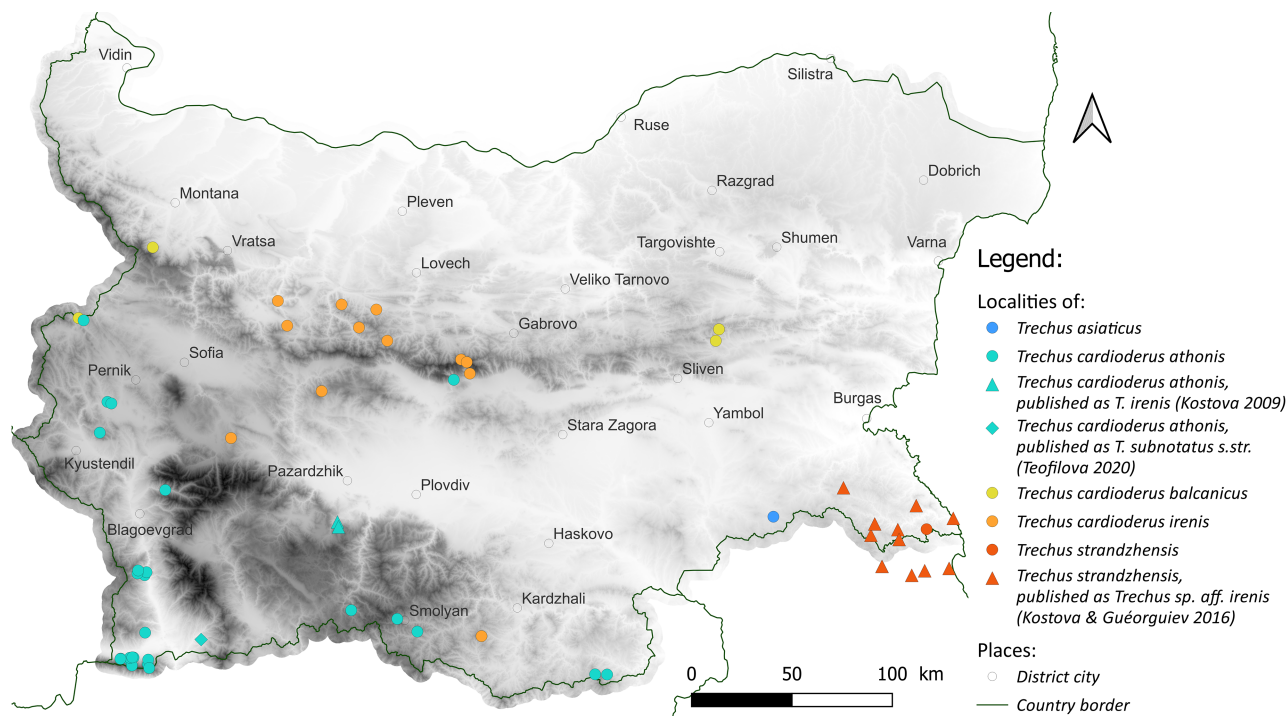 Vidin
Silistra
Ruse
Dobrich
Razgrad
Montana
Pleven
Vratsa
Targovishte
Shumen
Varna
Lovech
Veliko Tarnovo
Gabrovo
Sofia
Pernik
Sliven
Burgas
Yambol
Stara Zagora
Kyustendil
Pazardzhik
Plovdiv
Blagoevgrad
Haskovo
Kardzhali
Smolyan
Legend:
Localities of:
Trechus asiaticus
Trechus cardioderus athonis
Trechus cardioderus athonis,
published as T. irenis (Kostova 2009)
Trechus cardioderus athonis,
published as T. subnotatus s.str.
(Teofilova 2020)
Trechus cardioderus balcanicus
Trechus cardioderus irenis
Trechus strandzhensis
Trechus strandzhensis,
published as Trechus sp. aff. irenis
(Kostova & Guéorguiev 2016)
Places:
District city
Country border
0 50 100 km